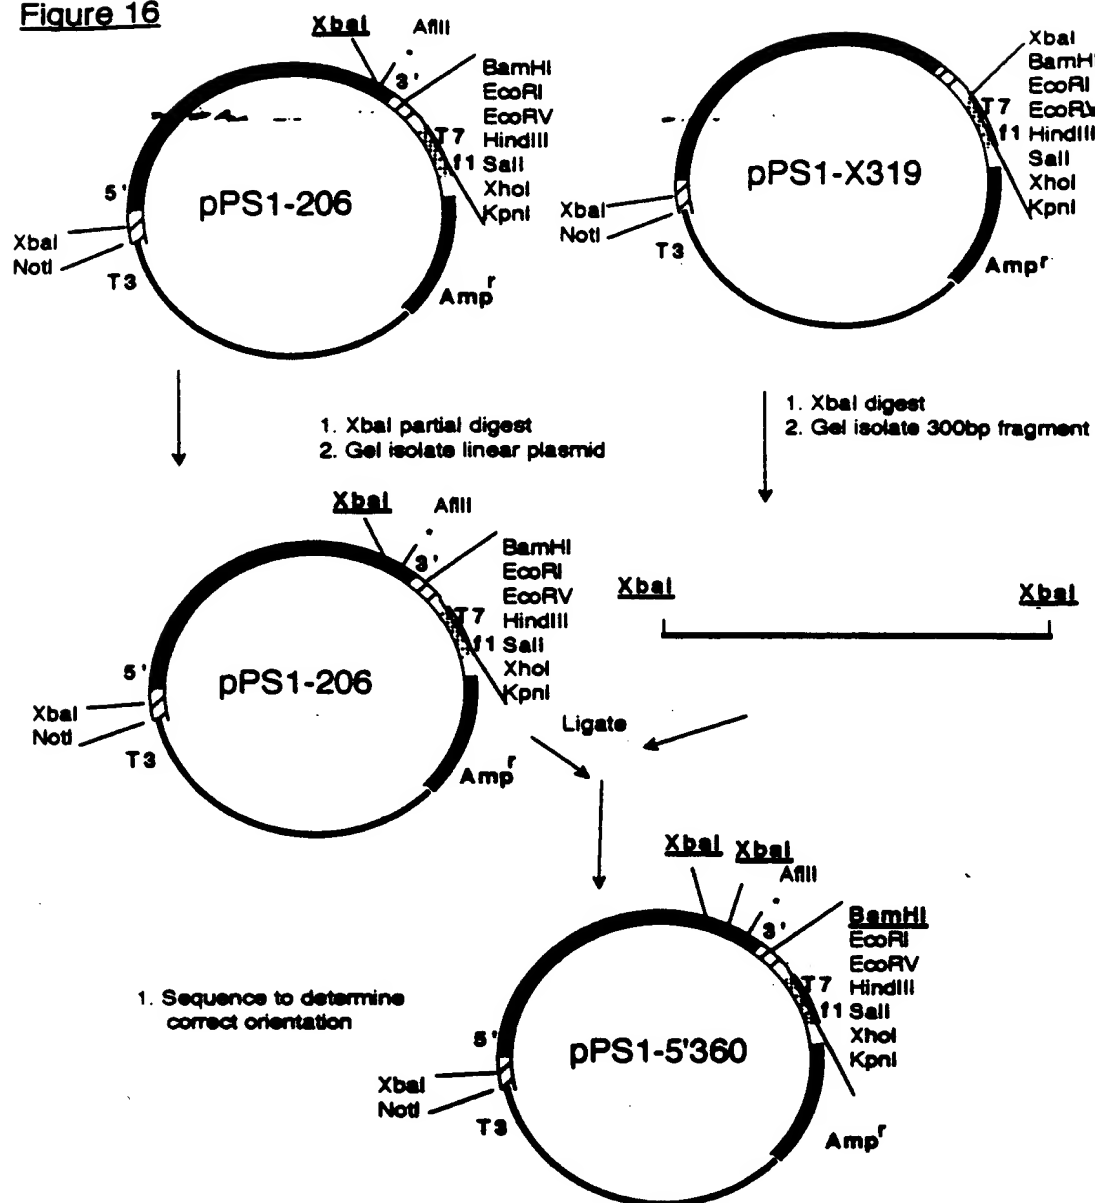 Figure 16
XbaI
AflII
3'
BamHI
EcoRI
EcoRV
HindIII
SalI
XhoI
KpnI
T7
f1
pPS1-206
5'
XbaI
NotI
T3
Amp r
XbaI
BamHI
EcoRI
EcoRV
HindIII
SalI
XhoI
KpnI
T7
f1
pPS1-X319
XbaI
NotI
T3
Amp r
1. XbaI partial digest
2. Gel isolate linear plasmid
1. XbaI digest
2. Gel isolate 300bp fragment
XbaI
AflII
3'
BamHI
EcoRI
EcoRV
HindIII
SalI
XhoI
KpnI
T7
f1
pPS1-206
5'
XbaI
NotI
T3
Amp r
XbaI
XbaI
Ligate
XbaI XbaI
AflII
3'
BamHI
EcoRI
EcoRV
HindIII
SalI
XhoI
KpnI
T7
f1
1. Sequence to determine
correct orientation
pPS1-5'360
5'
XbaI
NotI
T3
Amp r